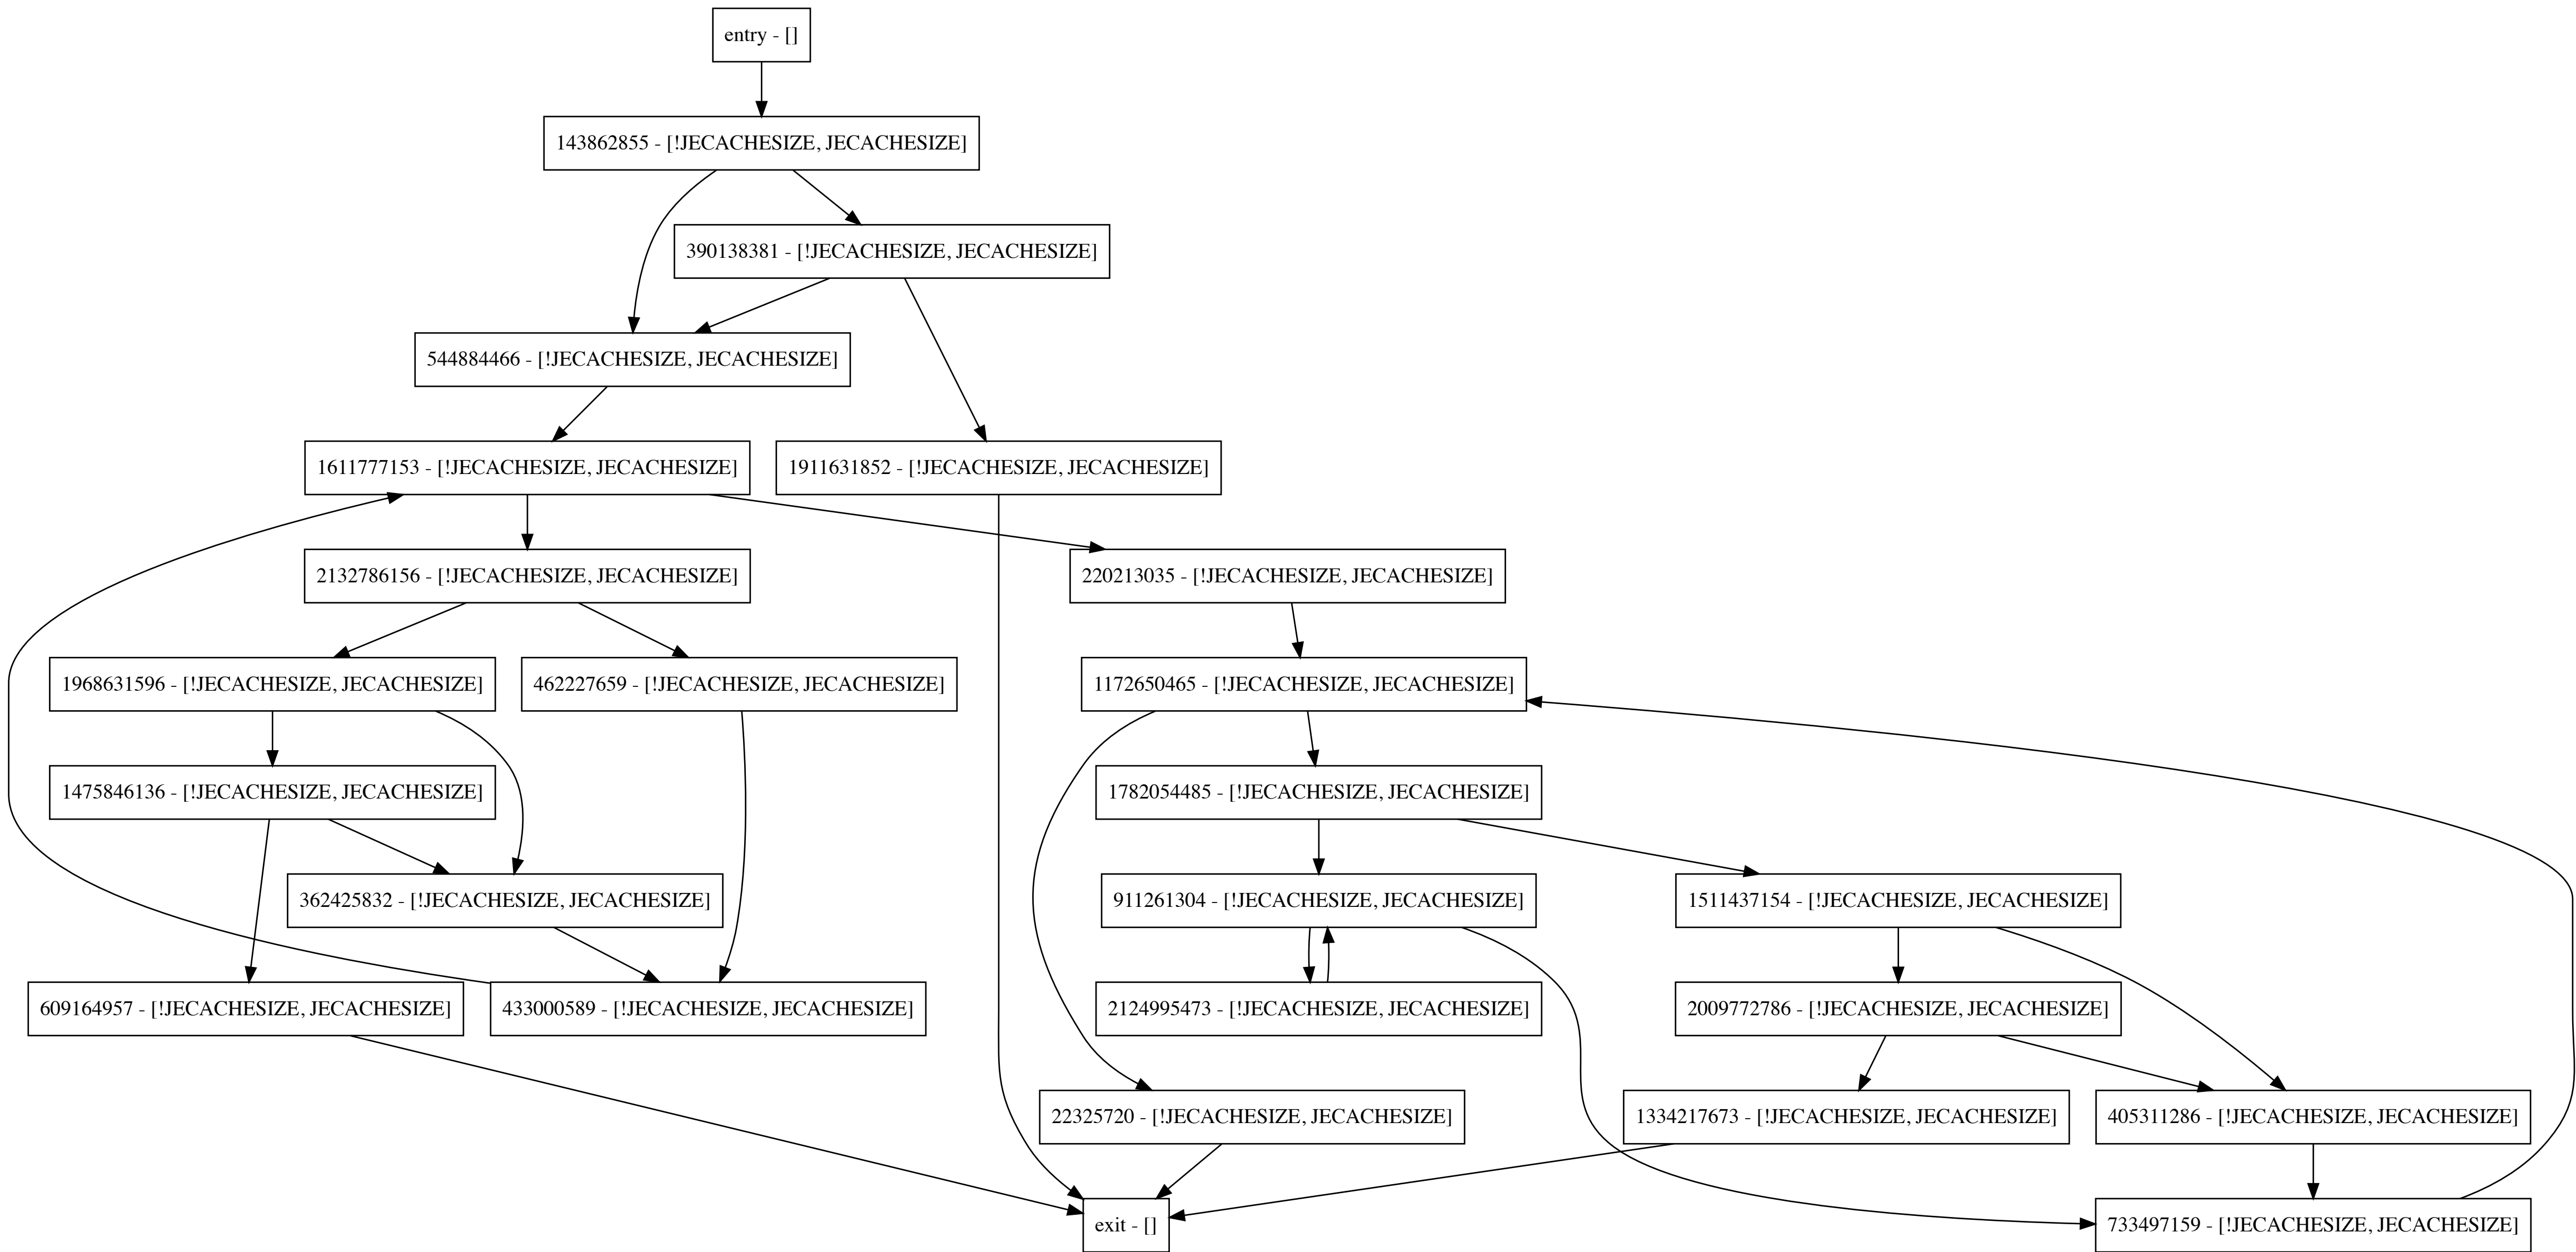 entry - []
143862855 - [!JECACHESIZE, JECACHESIZE]
390138381 - [!JECACHESIZE, JECACHESIZE]
544884466 - [!JECACHESIZE, JECACHESIZE]
1611777153 - [!JECACHESIZE, JECACHESIZE]
1911631852 - [!JECACHESIZE, JECACHESIZE]
2132786156 - [!JECACHESIZE, JECACHESIZE]
220213035 - [!JECACHESIZE, JECACHESIZE]
1968631596 - [!JECACHESIZE, JECACHESIZE]
462227659 - [!JECACHESIZE, JECACHESIZE]
1172650465 - [!JECACHESIZE, JECACHESIZE]
1475846136 - [!JECACHESIZE, JECACHESIZE]
1782054485 - [!JECACHESIZE, JECACHESIZE]
362425832 - [!JECACHESIZE, JECACHESIZE]
911261304 - [!JECACHESIZE, JECACHESIZE]
1511437154 - [!JECACHESIZE, JECACHESIZE]
609164957 - [!JECACHESIZE, JECACHESIZE]
433000589 - [!JECACHESIZE, JECACHESIZE]
2124995473 - [!JECACHESIZE, JECACHESIZE]
2009772786 - [!JECACHESIZE, JECACHESIZE]
22325720 - [!JECACHESIZE, JECACHESIZE]
1334217673 - [!JECACHESIZE, JECACHESIZE]
405311286 - [!JECACHESIZE, JECACHESIZE]
exit - []
733497159 - [!JECACHESIZE, JECACHESIZE]